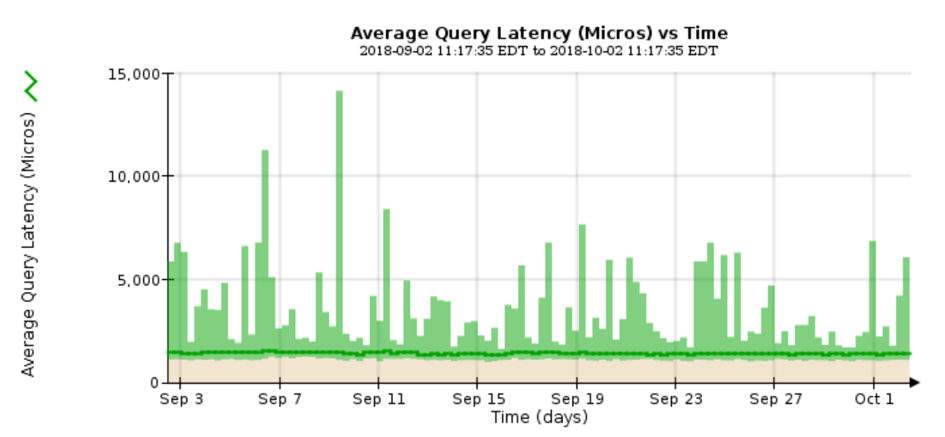 Average Query Latency (Micros) vs Time
2018-09-02 11:17:35 EDT to 2018-10-02 11:17:35 EDT
Average Query Latency (Micros)
15,000
10,000
5,000
0
Sep 3 Sep 7 Sep 11 Sep 15 Sep 19 Sep 23 Sep 27 Oct 1
Time (days)